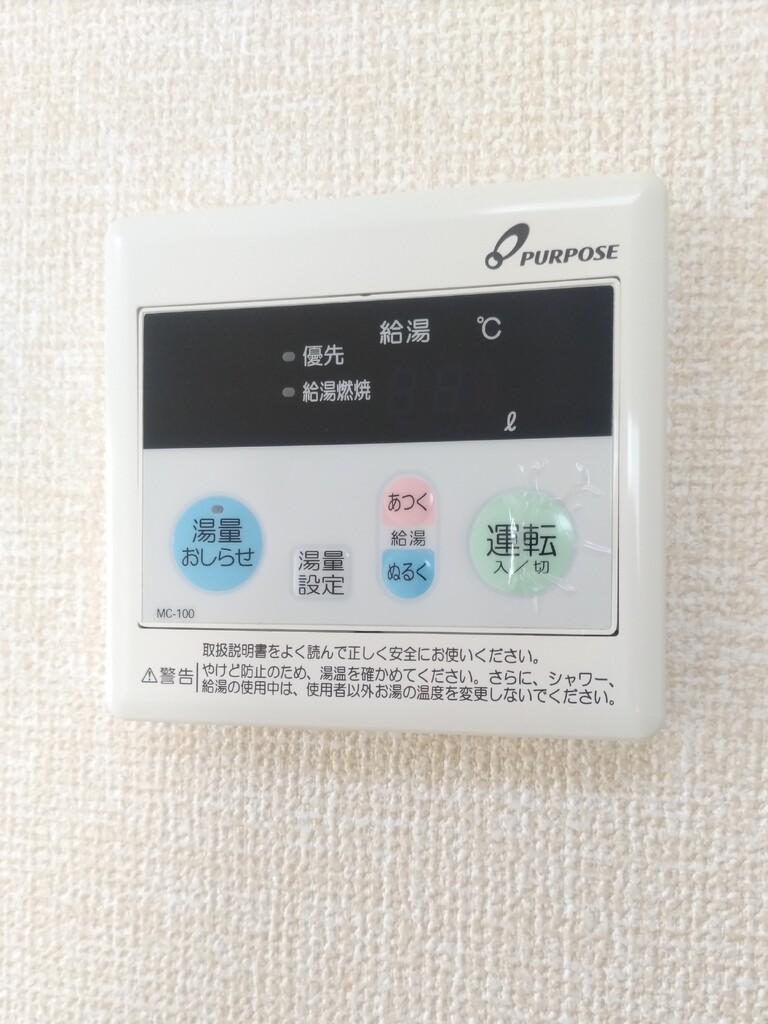 PURPOSE
給湯 ℃
優先
給湯燃焼
ℓ
湯量
おしらせ
湯量
設定
あつく
給湯
ぬるく
運転
入／切
MC-100
取扱説明書をよく読んで正しく安全にお使いください。
⚠警告 やけど防止のため、湯温を確かめてください。さらに、シャワー、
給湯の使用中は、使用者以外お湯の温度を変更しないでください。